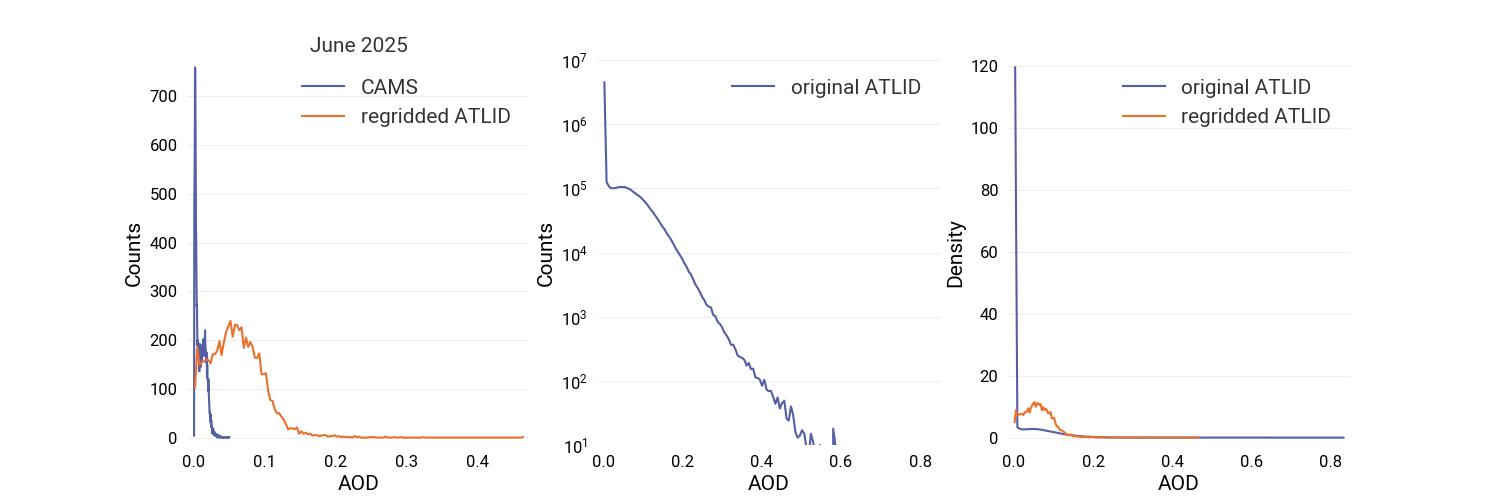 June 2025
CAMS
regridded ATLID
700
600
500
400
300
200
100
0
Counts
0.0 0.1 0.2 0.3 0.4
AOD
original ATLID
10^7
10^6
10^5
10^4
10^3
10^2
10^1
Counts
0.0 0.2 0.4 0.6 0.8
AOD
original ATLID
regridded ATLID
120
100
80
60
40
20
0
Density
0.0 0.2 0.4 0.6 0.8
AOD